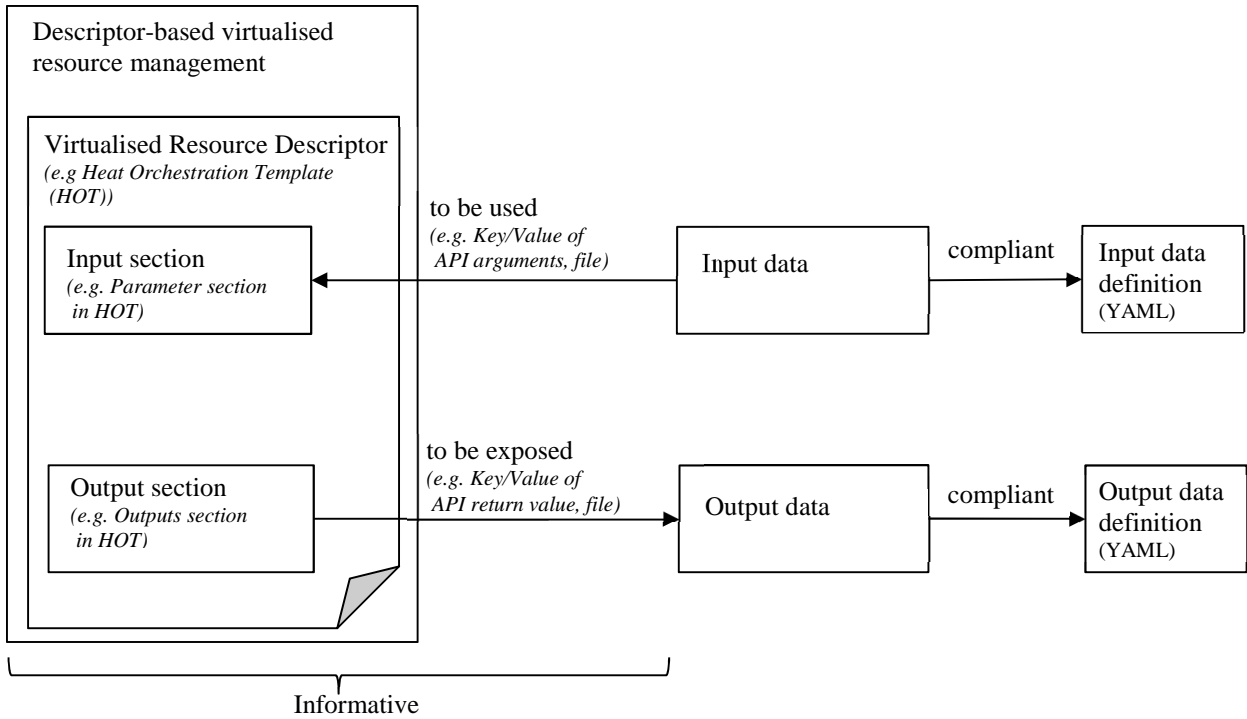 Descriptor-based virtualised
resource management
Virtualised Resource Descriptor
(e.g Heat Orchestration Template
(HOT))
Input section
(e.g. Parameter section
in HOT)
to be used
(e.g. Key/Value of
API arguments, file)
Input data
compliant
Input data
definition
(YAML)
Output section
(e.g. Outputs section
in HOT)
to be exposed
(e.g. Key/Value of
API return value, file)
Output data
compliant
Output data
definition
(YAML)
Informative